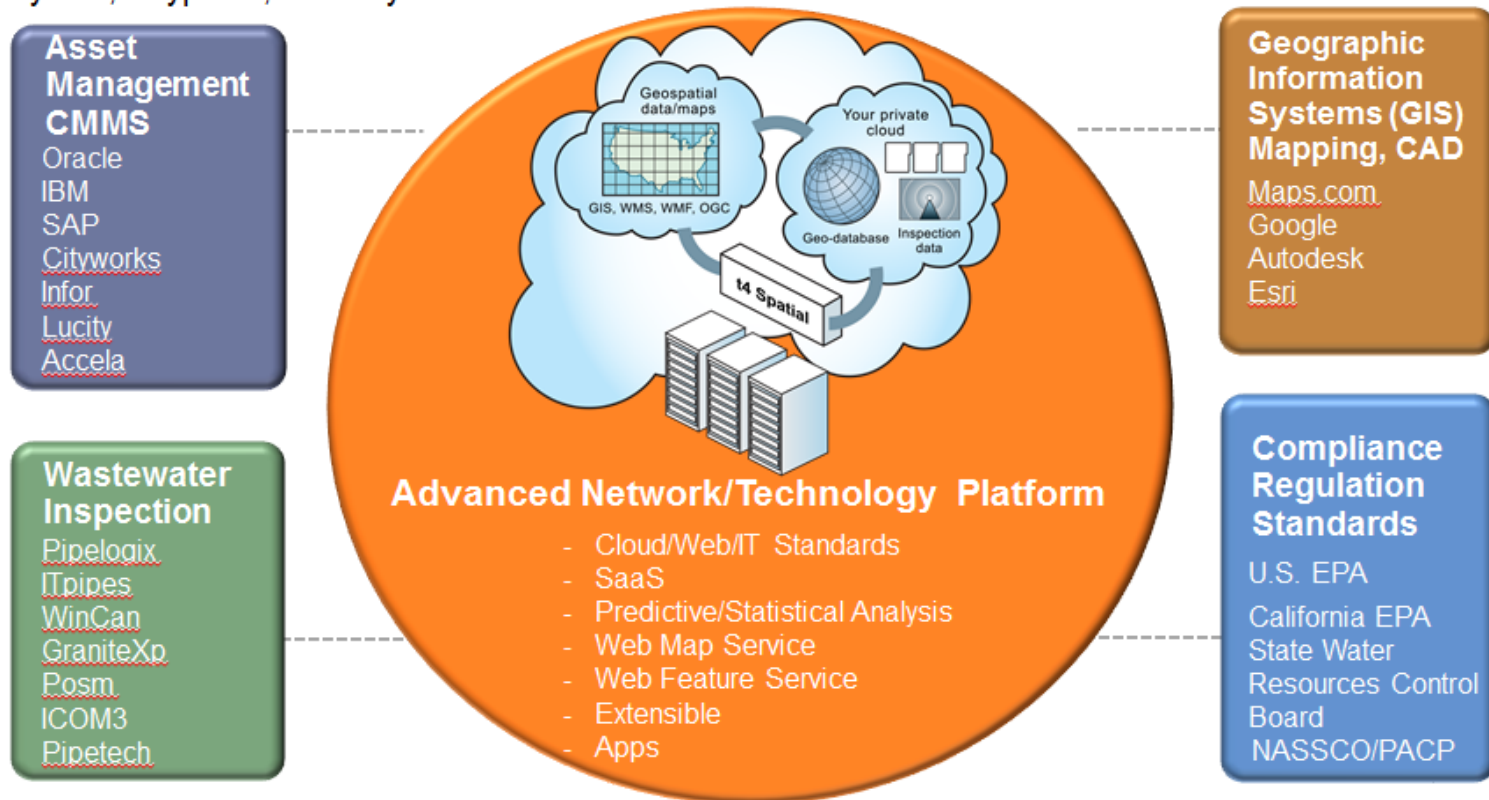 Asset
Management
CMMS
Oracle
IBM
SAP
Cityworks
Infor
Lucity
Accela
Wastewater
Inspection
Pipelogix
ITpipes
WinCan
GraniteXp
Posm
ICOM3
Pipetech
Geospatial
data/maps
GIS, WMS, WMF, OGC
Your private
cloud
Geo-database
Inspection
data
t4 Spatial
Advanced Network/Technology Platform
- Cloud/Web/IT Standards
- SaaS
- Predictive/Statistical Analysis
- Web Map Service
- Web Feature Service
- Extensible
- Apps
Geographic
Information
Systems (GIS)
Mapping, CAD
Maps.com
Google
Autodesk
Esri
Compliance
Regulation
Standards
U.S. EPA
California EPA
State Water
Resources Control
Board
NASSCO/PACP